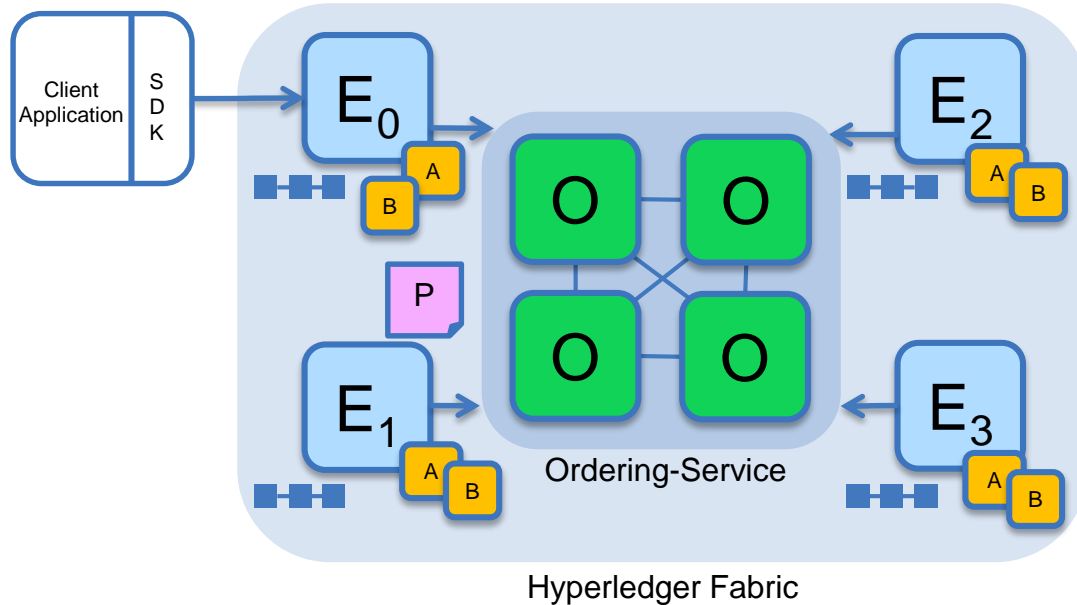 Client
Application
S
D
K
E0
A
B
E2
A
B
O
O
P
O
O
E1
A
B
E3
A
B
Ordering-Service
Hyperledger Fabric